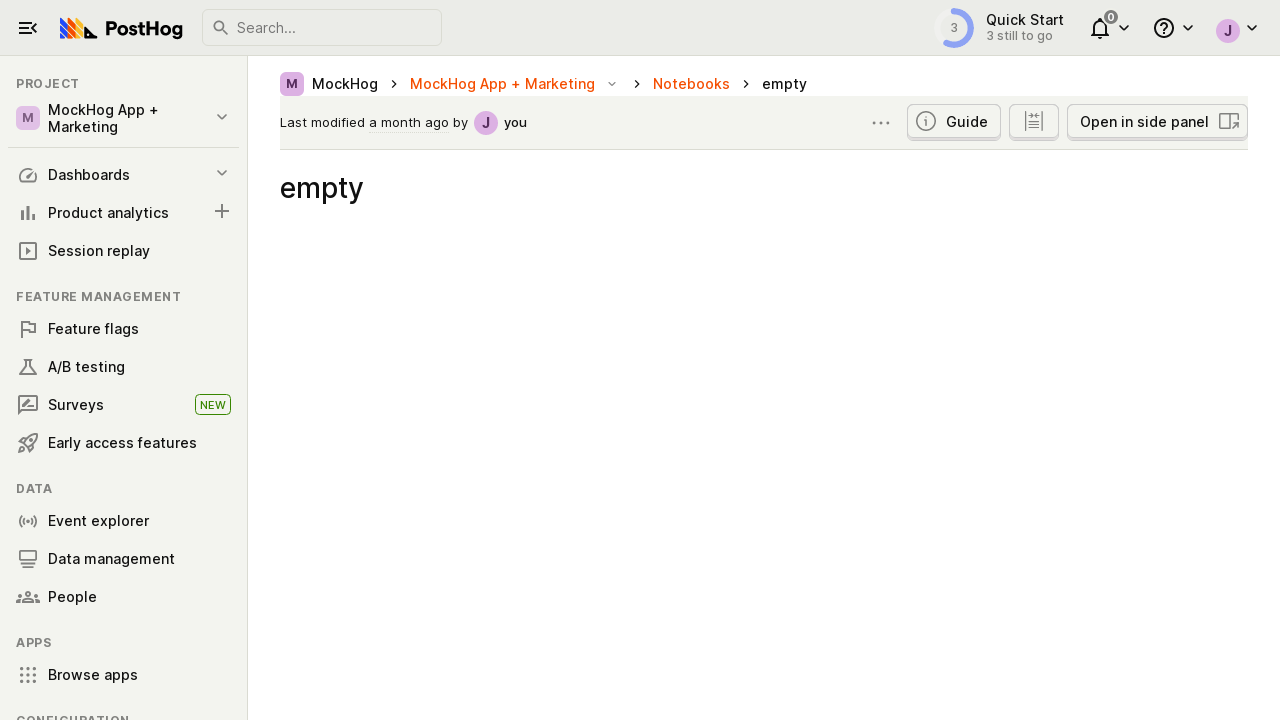 PostHog
Search...
3
Quick Start
3 still to go
0
J
PROJECT
M
MockHog App +
Marketing
Dashboards
Product analytics
Session replay
FEATURE MANAGEMENT
Feature flags
A/B testing
Surveys
NEW
Early access features
DATA
Event explorer
Data management
People
APPS
Browse apps
M MockHog MockHog App + Marketing Notebooks empty
Last modified a month ago by J you
Guide
Open in side panel
empty